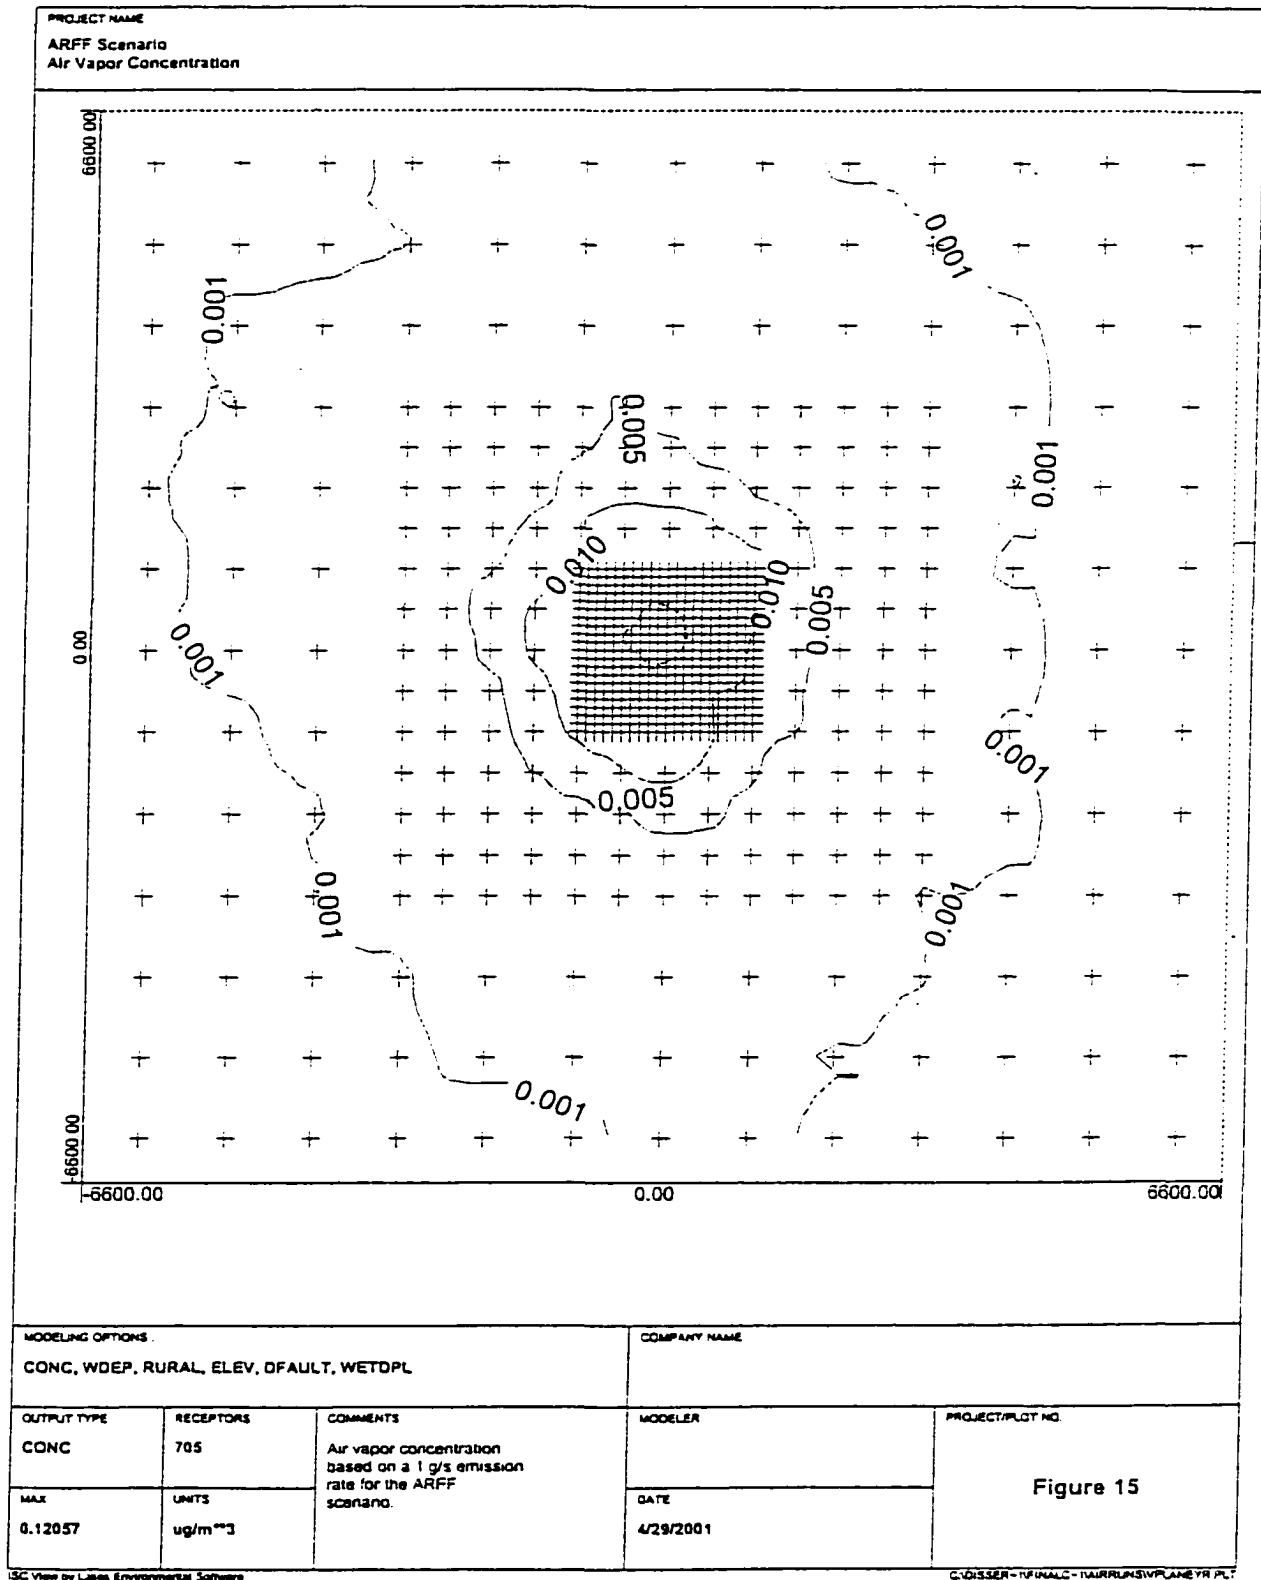 PROJECT NAME
ARFF Scenario
Air Vapor Concentration
6600.00
0.001
0.001
0.005
0.001
0.010
0.010
0.005
0.00
0.001
0.001
0.005
0.001
0.001
0.001
-6600.00
-6600.00
0.00
6600.00
MODELING OPTIONS
CONC, WDEP, RURAL, ELEV, DFAULT, WETDPL
COMPANY NAME
OUTPUT TYPE
CONC
RECEPTORS
705
COMMENTS
Air vapor concentration
based on a 1 g/s emission
rate for the ARFF
scenario.
MODELER
PROJECT/PLOT NO.
Figure 15
MAX
0.12057
UNITS
ug/m**3
DATE
4/29/2001
ISC View by Lakes Environmental Software